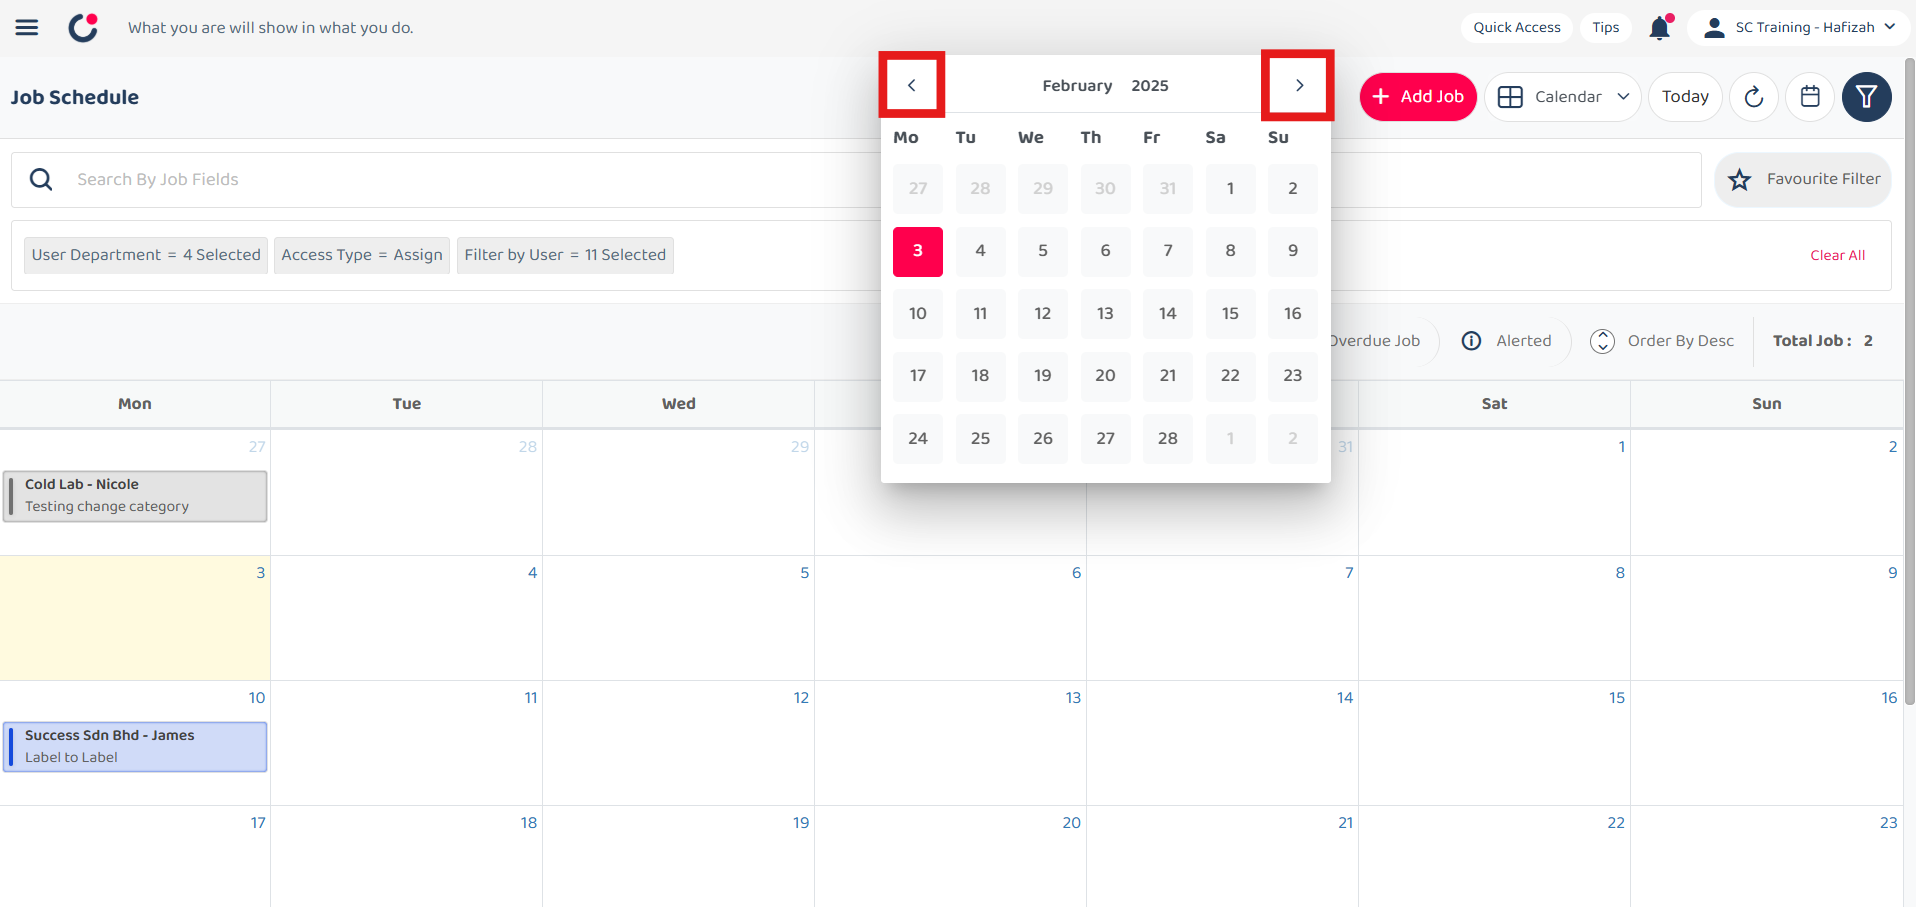 What you are will show in what you do.
Quick Access
Tips
SC Training - Hafizah
Job Schedule
Add Job
Calendar
Today
Search By Job Fields
Favourite Filter
User Department = 4 Selected
Access Type = Assign
Filter by User = 11 Selected
Clear All
February 2025
Mo Tu We Th Fr Sa Su
27 28 29 30 31 1 2
3 4 5 6 7 8 9
10 11 12 13 14 15 16
17 18 19 20 21 22 23
24 25 26 27 28 1 2
Overdue Job
Alerted
Order By Desc
Total Job : 2
Mon Tue Wed Sat Sun
27 28 29 31 1 2
Cold Lab - Nicole
Testing change category
3 4 5 6 7 8 9
10 11 12 13 14 15 16
Success Sdn Bhd - James
Label to Label
17 18 19 20 21 22 23